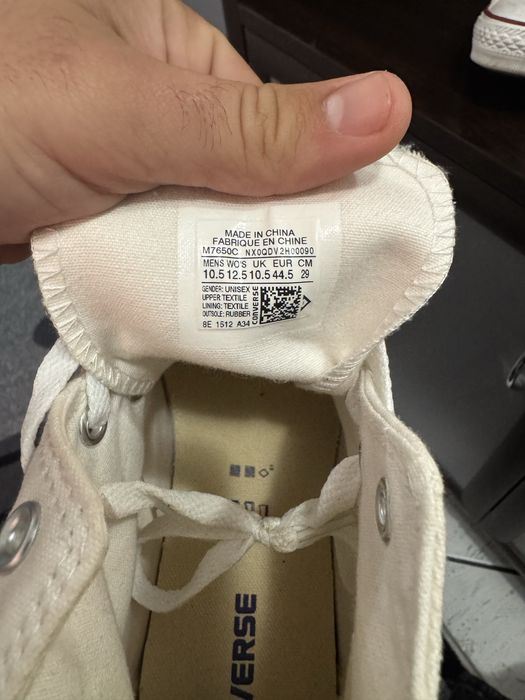 MADE IN CHINA
FABRIQUE EN CHINE
M7650C NX0QDV2H00090
MENS WO'S UK EUR CM
10.5 12.5 10.5 44.5 29
GENDER: UNISEX
UPPER: TEXTILE
LINING: TEXTILE
OUTSOLE: RUBBER
8E 1512 A34
CONVERSE
VERSE